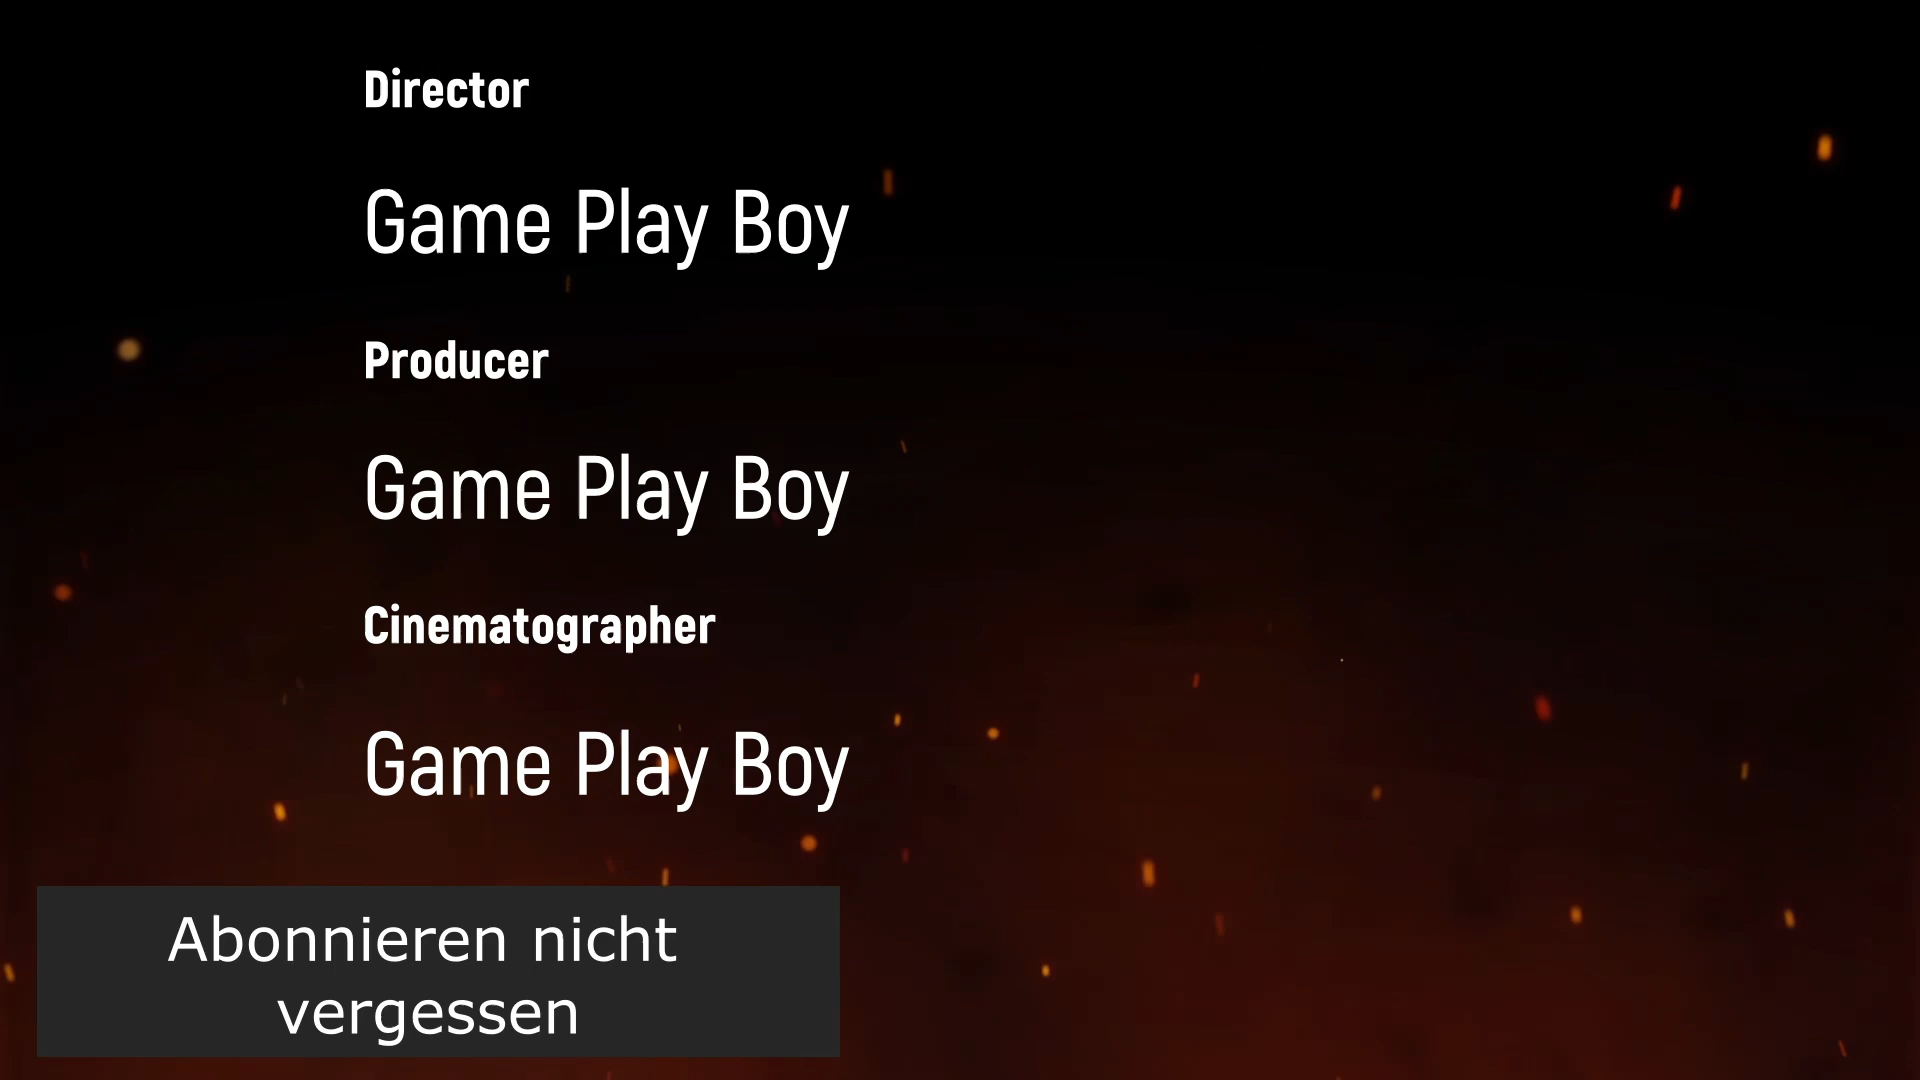 Director
Game Play Boy
Producer
Game Play Boy
Cinematographer
Game Play Boy
Abonnieren nicht
vergessen